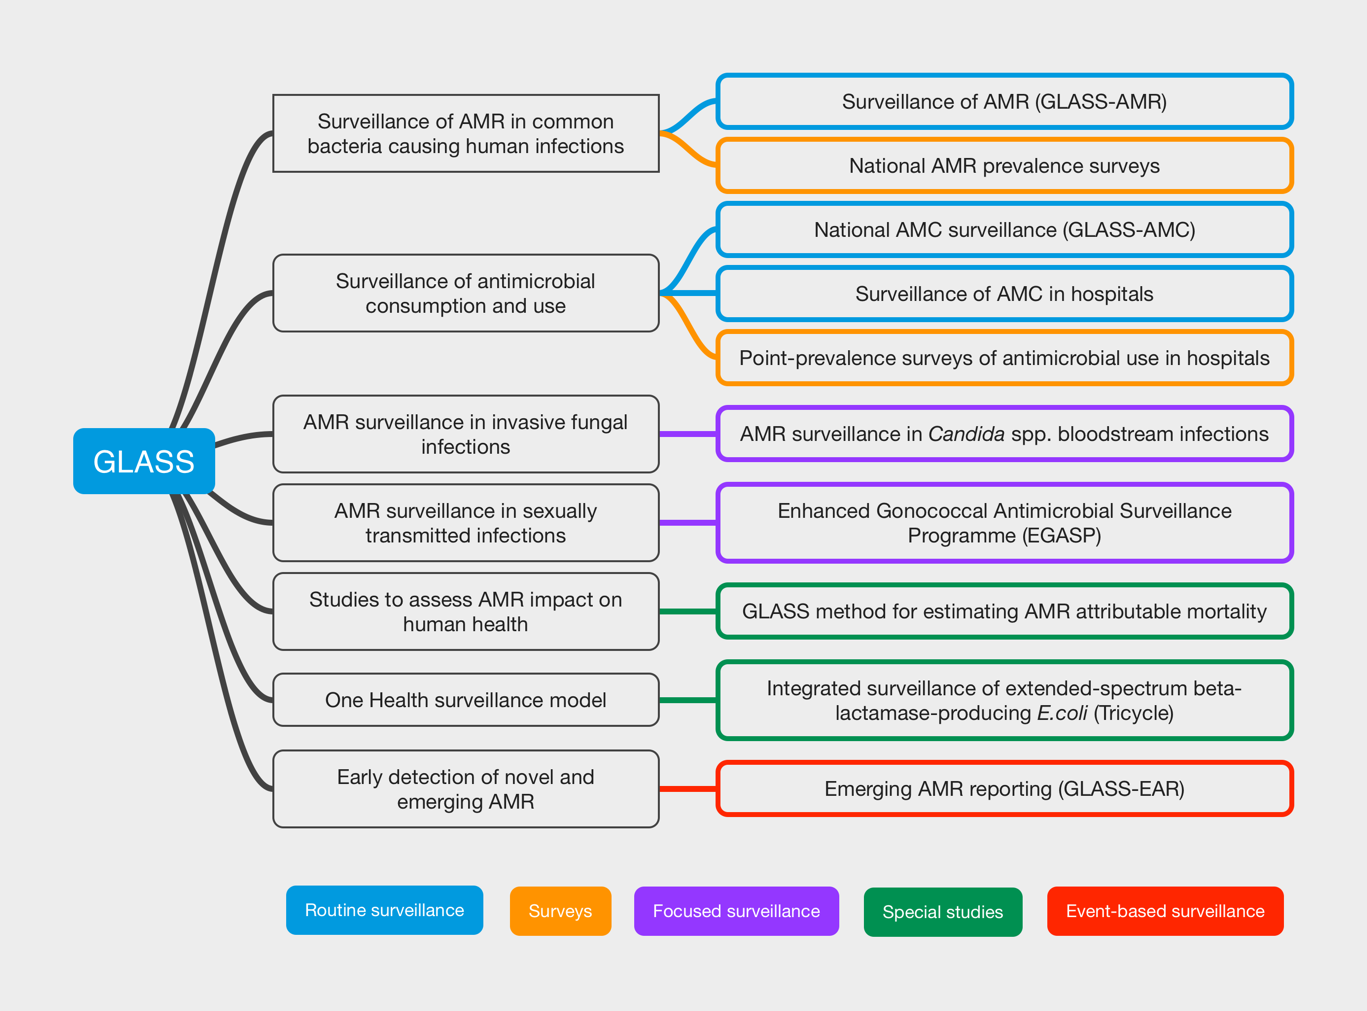 Surveillance of AMR in common
bacteria causing human infections
Surveillance of AMR (GLASS-AMR)
National AMR prevalence surveys
Surveillance of antimicrobial
consumption and use
National AMC surveillance (GLASS-AMC)
Surveillance of AMC in hospitals
Point-prevalence surveys of antimicrobial use in hospitals
GLASS
AMR surveillance in invasive fungal
infections
AMR surveillance in Candida spp. bloodstream infections
AMR surveillance in sexually
transmitted infections
Enhanced Gonococcal Antimicrobial Surveillance
Programme (EGASP)
Studies to assess AMR impact on
human health
GLASS method for estimating AMR attributable mortality
One Health surveillance model
Integrated surveillance of extended-spectrum beta-
lactamase-producing E.coli (Tricycle)
Early detection of novel and
emerging AMR
Emerging AMR reporting (GLASS-EAR)
Routine surveillance
Surveys
Focused surveillance
Special studies
Event-based surveillance